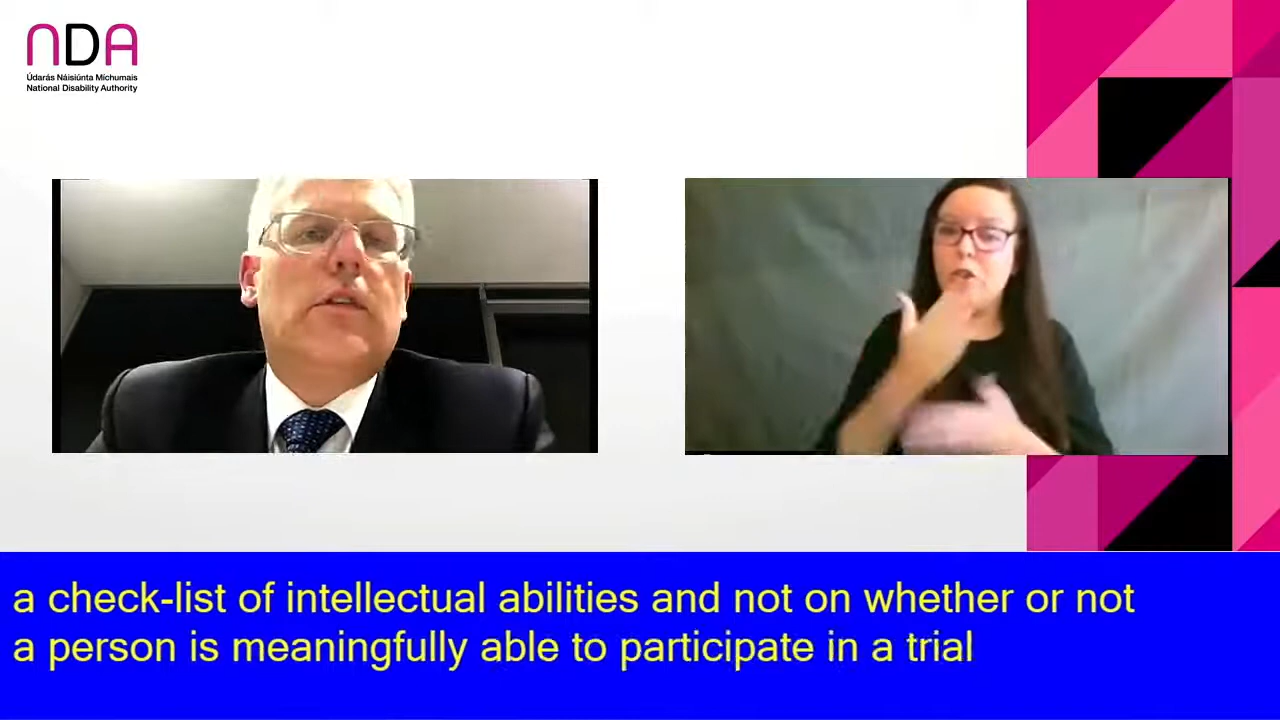 NDA
Údarás Náisiúnta Míchumais
National Disability Authority
a check-list of intellectual abilities and not on whether or not
a person is meaningfully able to participate in a trial